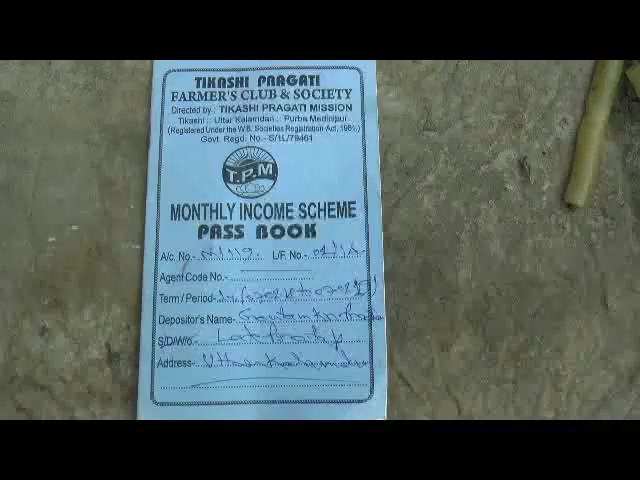 TIKASHI PRAGATI
FARMER'S CLUB & SOCIETY
Directed by : TIKASHI PRAGATI MISSION
Tikashi :: Uttar Kalamdan :: Purba Medinipur
(Registered Under the W.B. Societies Registration Act, 1961)
Govt. Regd. No.- S/1L/79461
T.P.M
MONTHLY INCOME SCHEME
PASS BOOK
A/c. No.- L/F. No.-
Agent Code No.-
Term / Period-
Depositor's Name-
S/D/W/o.-
Address-